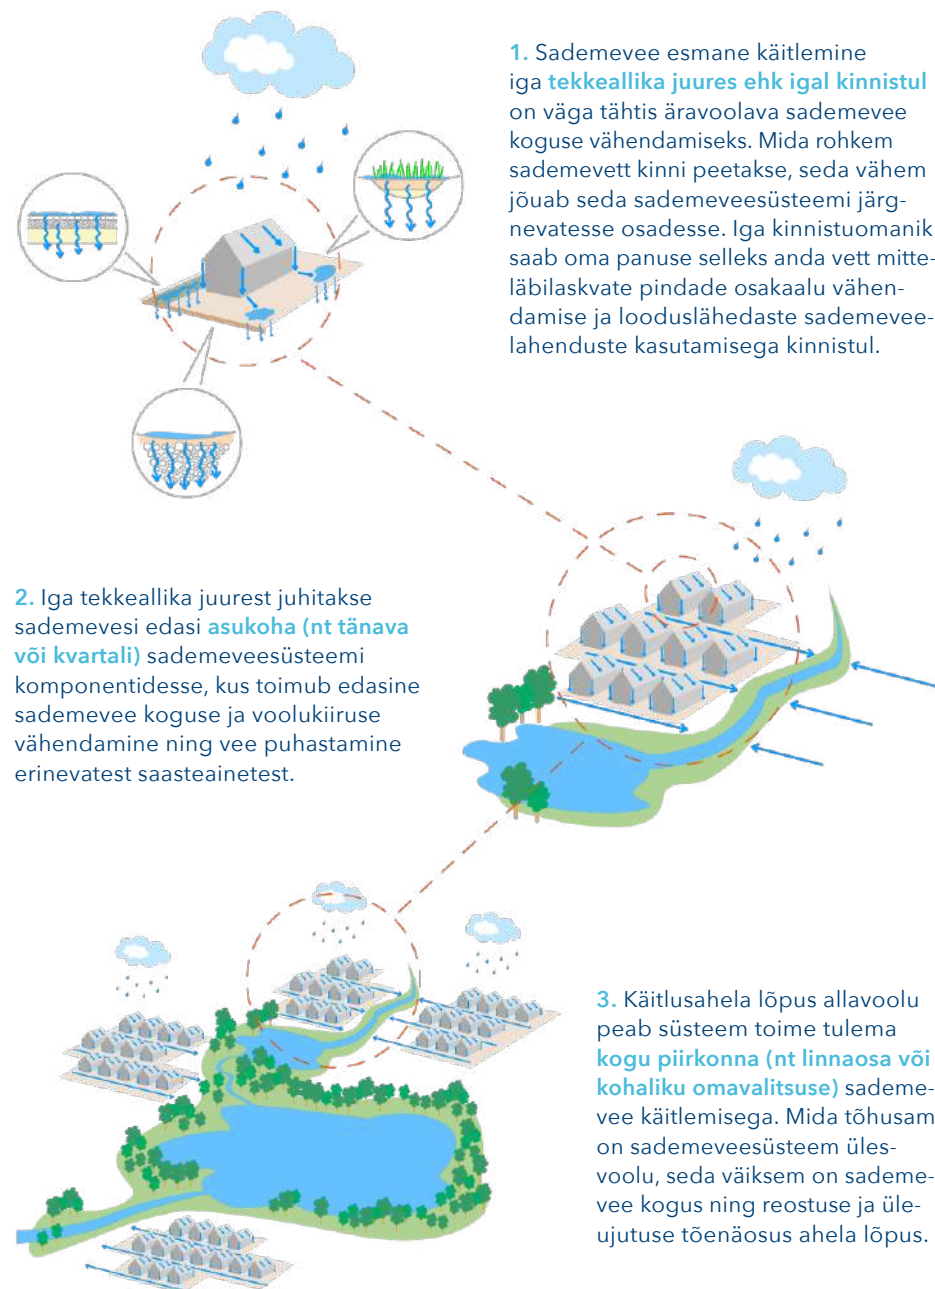 1. Sademevee esmane käitlemine
iga tekkeallika juures ehk igal kinnistul
on väga tähtis äravoolava sademevee
koguse vähendamiseks. Mida rohkem
sademevett kinni peetakse, seda vähem
jõuab seda sademeveesüsteemi järg-
nevatesse osadesse. Iga kinnistuomanik
saab oma panuse selleks anda vett mitte-
läbilaskvate pindade osakaalu vähen-
damise ja looduslähedaste sademevee-
lahenduste kasutamisega kinnistul.
2. Iga tekkeallika juurest juhitakse
sademevesi edasi asukoha (nt tänava
või kvartali) sademeveesüsteemi
komponentidesse, kus toimub edasine
sademevee koguse ja voolukiiruse
vähendamine ning vee puhastamine
erinevatest saasteainetest.
3. Käitlusahela lõpus allavoolu
peab süsteem toime tulema
kogu piirkonna (nt linnaosa või
kohaliku omavalitsuse) sademe-
vee käitlemisega. Mida tõhusam
on sademeveesüsteem üles-
voolu, seda väiksem on sademe-
vee kogus ning reostuse ja üle-
ujutuse tõenäosus ahela lõpus.